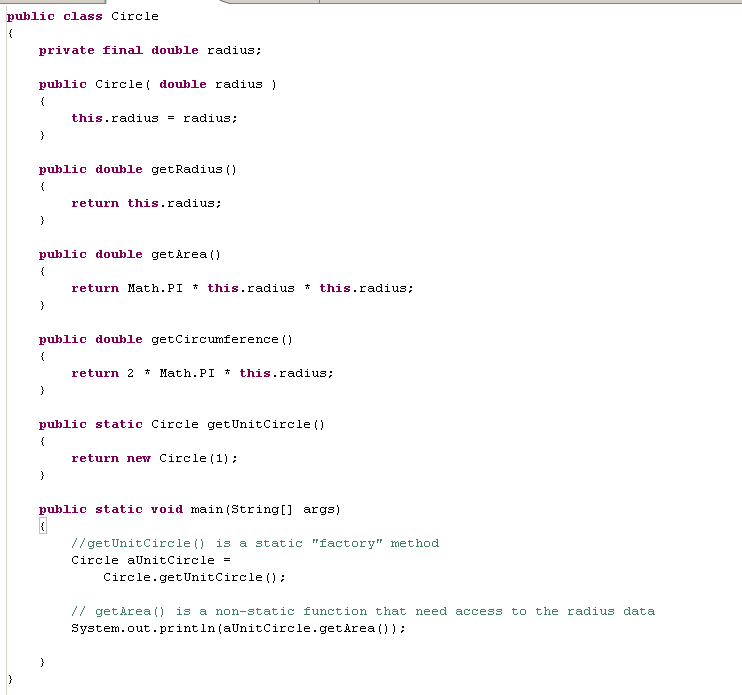 public class Circle
{
    private final double radius;

    public Circle( double radius )
    {
        this.radius = radius;
    }

    public double getRadius()
    {
        return this.radius;
    }

    public double getArea()
    {
        return Math.PI * this.radius * this.radius;
    }

    public double getCircumference()
    {
        return 2 * Math.PI * this.radius;
    }

    public static Circle getUnitCircle()
    {
        return new Circle(1);
    }

    public static void main(String[] args)
    {
        //getUnitCircle() is a static "factory" method
        Circle aUnitCircle =
            Circle.getUnitCircle();

        // getArea() is a non-static function that need access to the radius data
        System.out.println(aUnitCircle.getArea());

    }
}